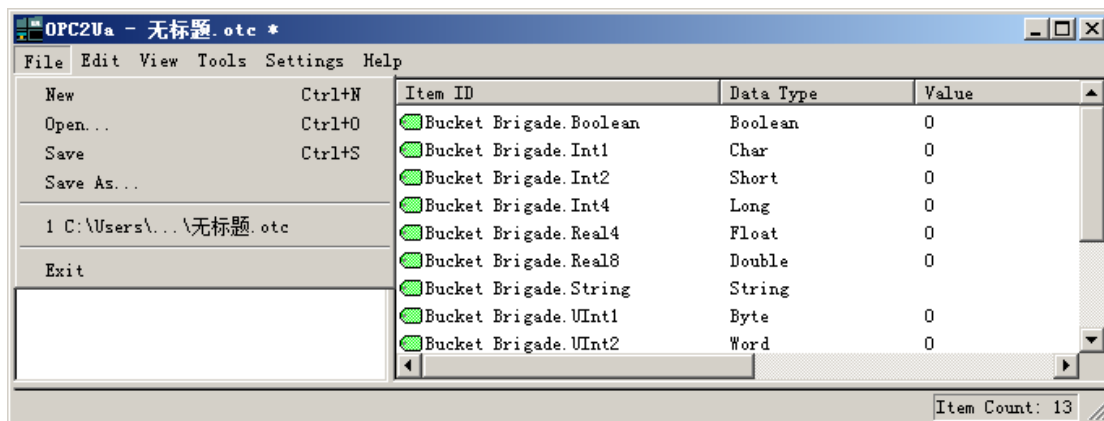 OPC2Ua - 无标题.otc *
File Edit View Tools Settings Help
New Ctrl+N
Open... Ctrl+O
Save Ctrl+S
Save As...
1 C:\Users\...\无标题.otc
Exit
Item ID Data Type Value
Bucket Brigade.Boolean Boolean 0
Bucket Brigade.Int1 Char 0
Bucket Brigade.Int2 Short 0
Bucket Brigade.Int4 Long 0
Bucket Brigade.Real4 Float 0
Bucket Brigade.Real8 Double 0
Bucket Brigade.String String
Bucket Brigade.UInt1 Byte 0
Bucket Brigade.UInt2 Word 0
Item Count: 13